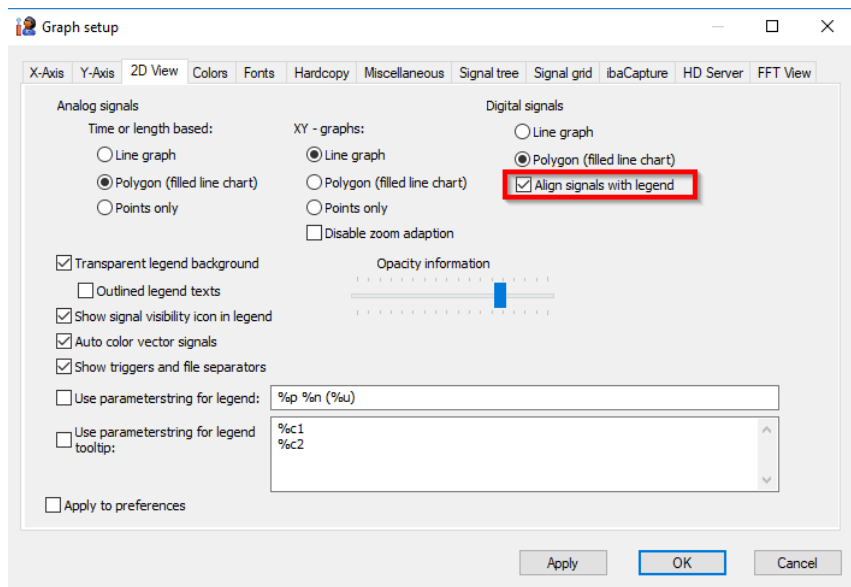 Graph setup
X-Axis Y-Axis 2D View Colors Fonts Hardcopy Miscellaneous Signal tree Signal grid ibaCapture HD Server FFT View
Analog signals
Time or length based:
Line graph
Polygon (filled line chart)
Points only
XY - graphs:
Line graph
Polygon (filled line chart)
Points only
Disable zoom adaption
Digital signals
Line graph
Polygon (filled line chart)
Align signals with legend
Transparent legend background
Outlined legend texts
Show signal visibility icon in legend
Auto color vector signals
Show triggers and file separators
Opacity information
Use parameterstring for legend: %p %n (%u)
Use parameterstring for legend
tooltip:
%c1
%c2
Apply to preferences
Apply OK Cancel